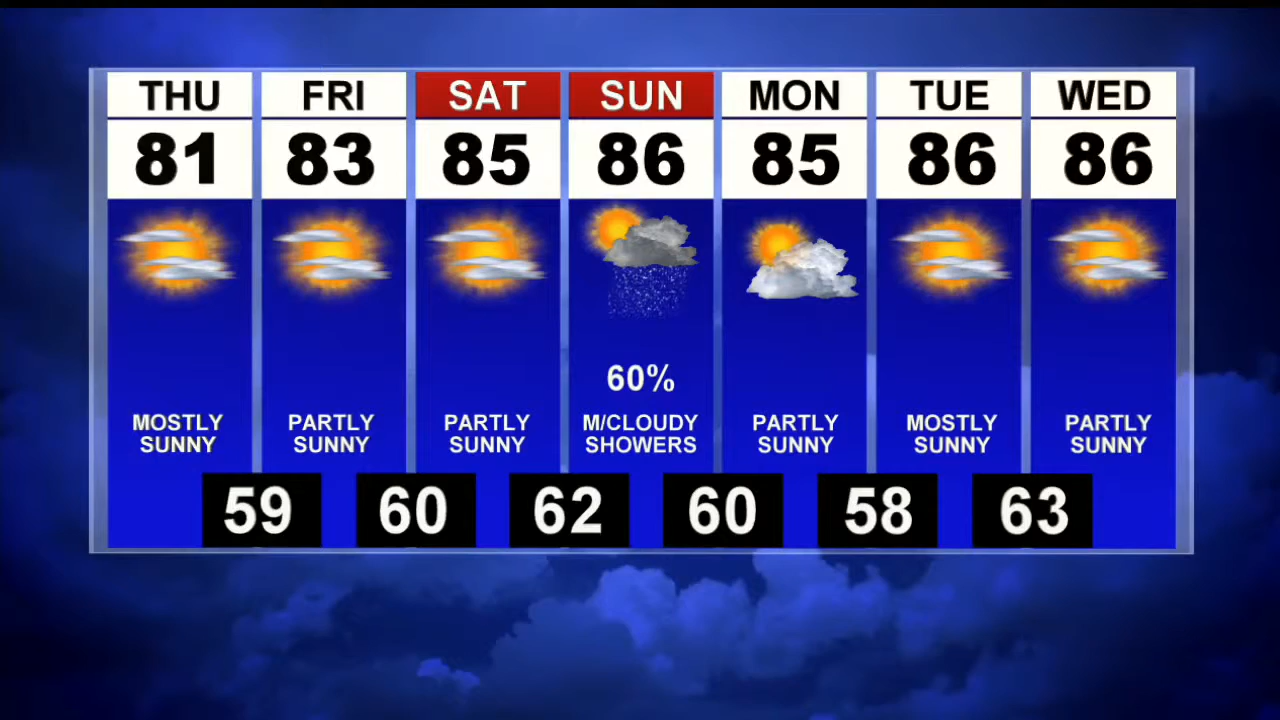 THU FRI SAT SUN MON TUE WED
81 83 85 86 85 86 86
60%
MOSTLY PARTLY PARTLY M/CLOUDY PARTLY MOSTLY PARTLY
SUNNY SUNNY SUNNY SHOWERS SUNNY SUNNY SUNNY
59 60 62 60 58 63